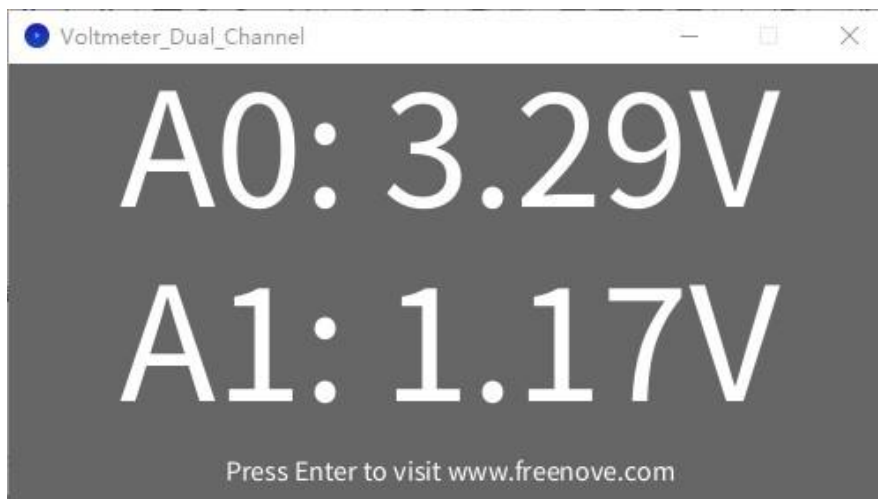 Voltmeter_Dual_Channel
A0: 3.29V
A1: 1.17V
Press Enter to visit www.freenove.com